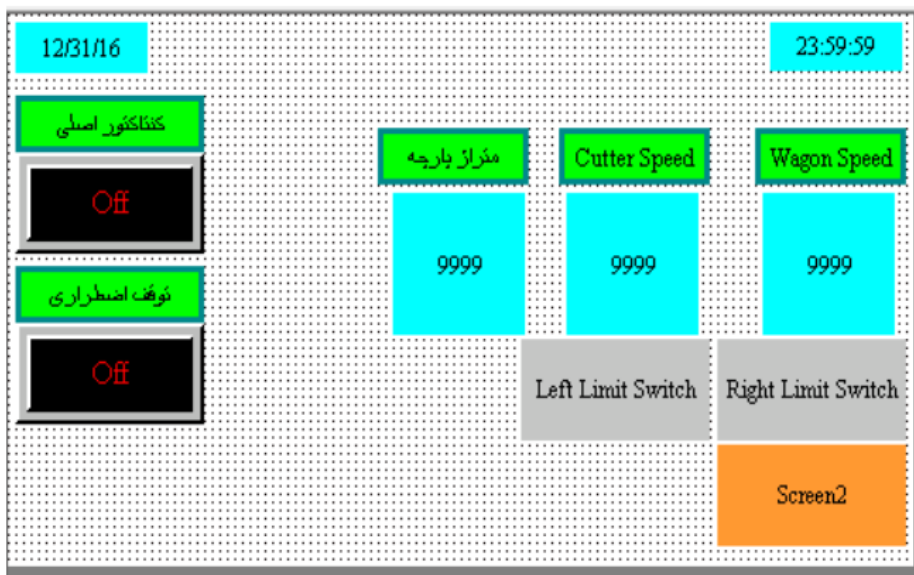 12/31/16
23:59:59
کنتاکتور اصلی
Off
متراژ پارچه
Cutter Speed
Wagon Speed
9999
9999
9999
توقف اضطراری
Off
Left Limit Switch
Right Limit Switch
Screen2